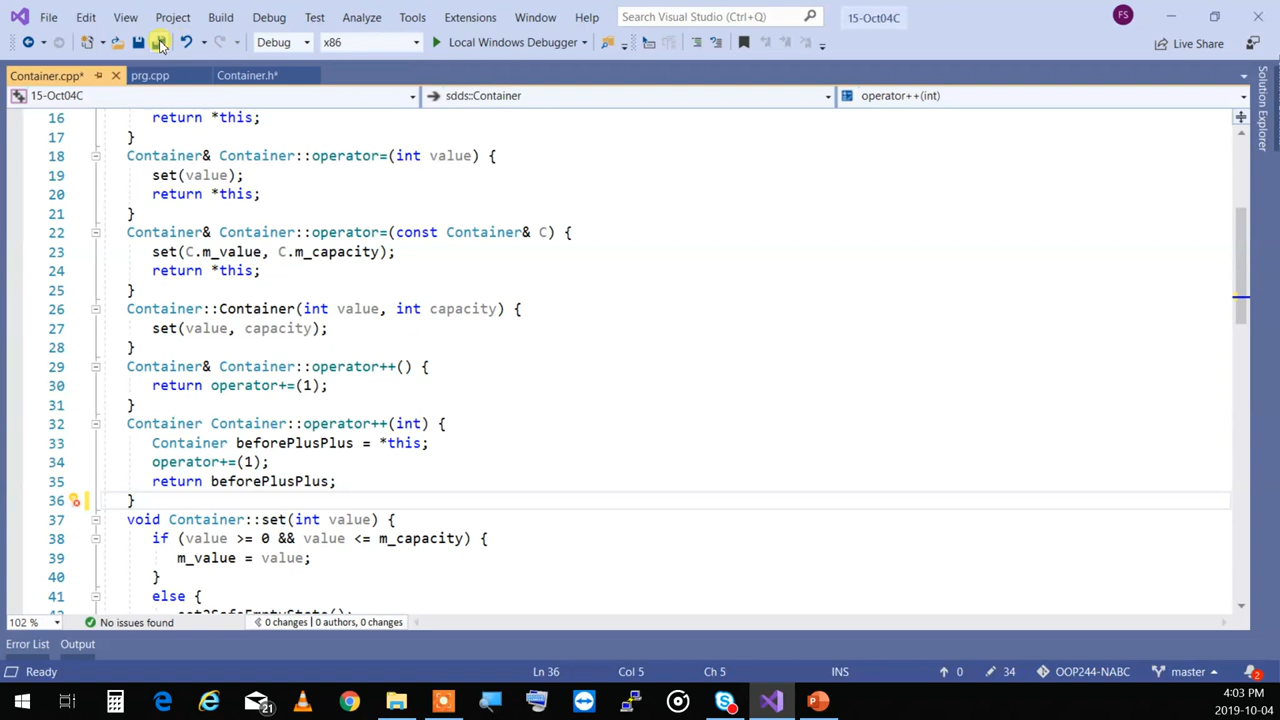 File Edit View Project Build Debug Test Analyze Tools Extensions Window Help Search Visual Studio (Ctrl+Q) 15-Oct04C FS
Debug x86 Local Windows Debugger Live Share
Container.cpp* prg.cpp Container.h*
15-Oct04C sdds::Container operator++(int)
16 return *this;
17 }
18 Container& Container::operator=(int value) {
19 set(value);
20 return *this;
21 }
22 Container& Container::operator=(const Container& C) {
23 set(C.m_value, C.m_capacity);
24 return *this;
25 }
26 Container::Container(int value, int capacity) {
27 set(value, capacity);
28 }
29 Container& Container::operator++() {
30 return operator+=(1);
31 }
32 Container Container::operator++(int) {
33 Container beforePlusPlus = *this;
34 operator+=(1);
35 return beforePlusPlus;
36 }
37 void Container::set(int value) {
38 if (value >= 0 && value <= m_capacity) {
39 m_value = value;
40 }
41 else {
Solution Explorer
102 % No issues found 0 changes | 0 authors, 0 changes
Error List Output
Ready Ln 36 Col 5 Ch 5 INS 0 34 OOP244-NABC master 2
21
4:03 PM
2019-10-04